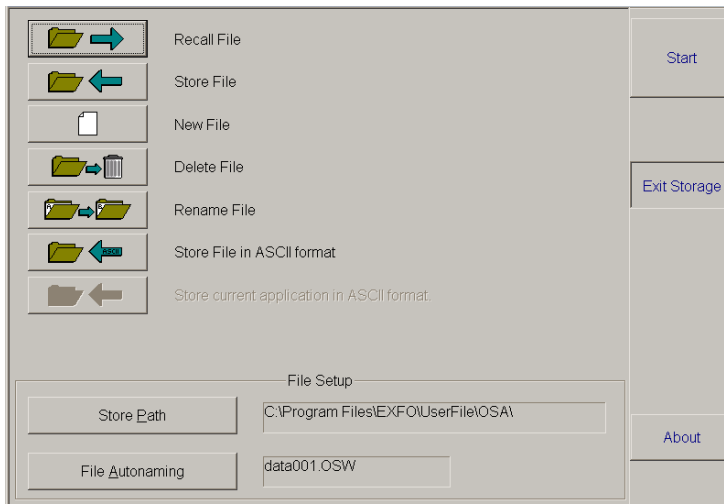 Recall File
Store File
New File
Delete File
Rename File
ASCII
Store File in ASCII format
Store current application in ASCII format.
File Setup
Store Path
C:\Program Files\EXFO\UserFile\OSA\
File Autonaming
data001.OSW
Start
Exit Storage
About